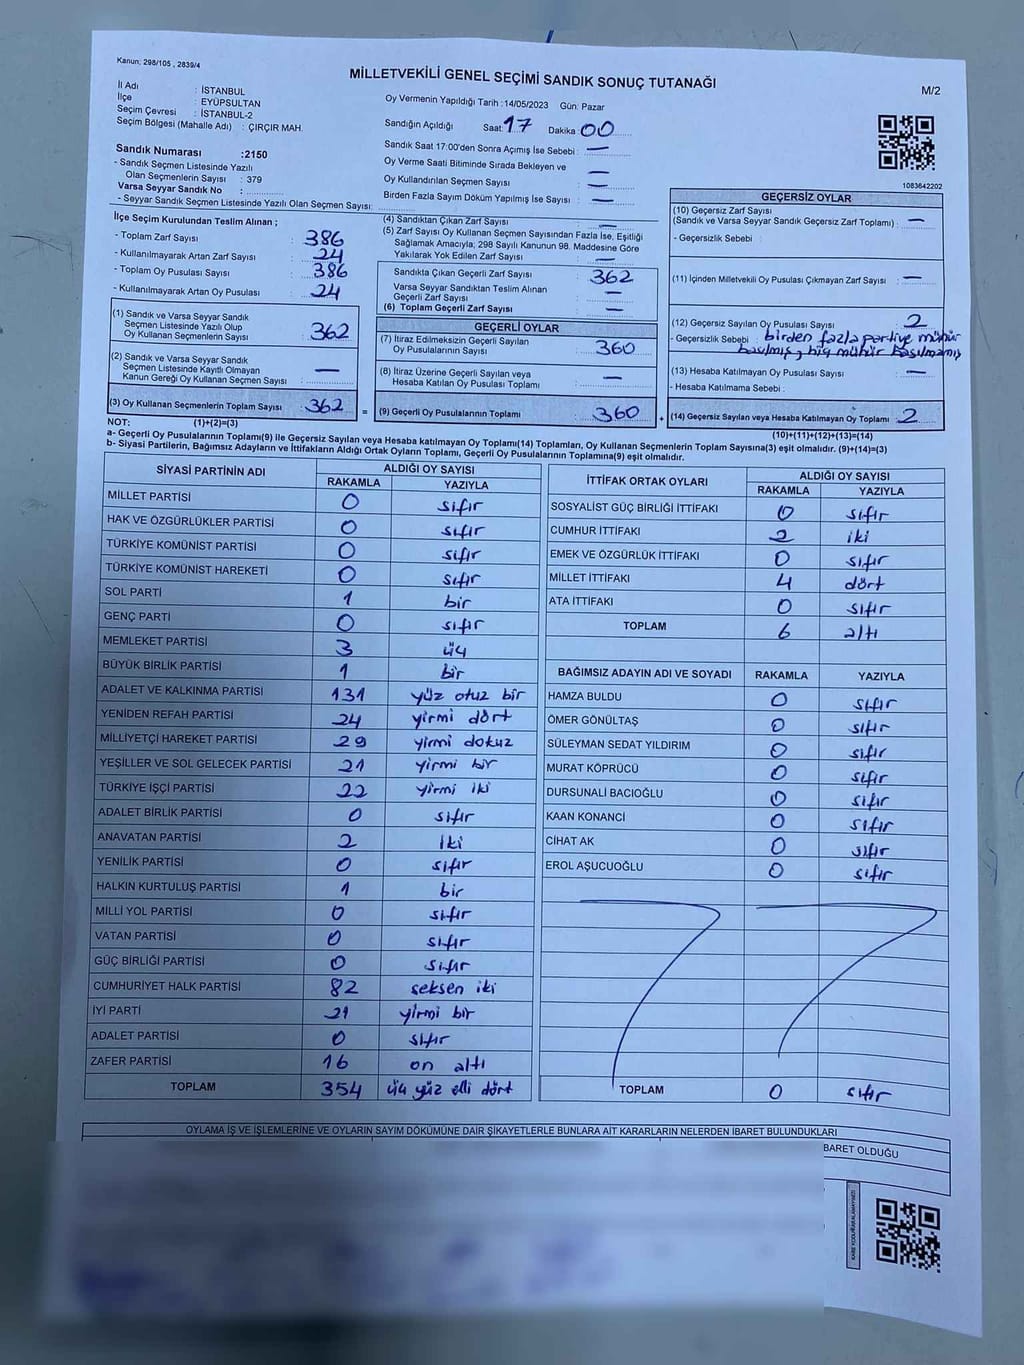 Kanun; 298/105 , 2839/4
MİLLETVEKİLİ GENEL SEÇİMİ SANDIK SONUÇ TUTANAĞI
M/2
İl Adı : İSTANBUL
İlçe : EYÜPSULTAN
Seçim Çevresi : İSTANBUL-2
Seçim Bölgesi (Mahalle Adı) : ÇIRÇIR MAH.
Oy Vermenin Yapıldığı Tarih :14/05/2023 Gün: Pazar
Sandığın Açıldığı Saat: 17 Dakika: 00
Sandık Saat 17:00'den Sonra Açımış İse Sebebi : —
Oy Verme Saati Bitiminde Sırada Bekleyen ve
Oy Kullandırılan Seçmen Sayısı : —
Birden Fazla Sayım Döküm Yapılmış İse Sayısı : —
Sandık Numarası :2150
- Sandık Seçmen Listesinde Yazılı
Olan Seçmenlerin Sayısı : 379
Varsa Seyyar Sandık No :
- Seyyar Sandık Seçmen Listesinde Yazılı Olan Seçmen Sayısı:
1083642202
İlçe Seçim Kurulundan Teslim Alınan ;
- Toplam Zarf Sayısı : 386
- Kullanılmayarak Artan Zarf Sayısı : 24
- Toplam Oy Pusulası Sayısı : 386
- Kullanılmayarak Artan Oy Pusulası : 24
(1) Sandık ve Varsa Seyyar Sandık
Seçmen Listesinde Yazılı Olup
Oy Kullanan Seçmenlerin Sayısı : 362
(2) Sandık ve Varsa Seyyar Sandık
Seçmen Listesinde Kayıtlı Olmayan
Kanun Gereği Oy Kullanan Seçmen Sayısı : —
(3) Oy Kullanan Seçmenlerin Toplam Sayısı : 362
(4) Sandıktan Çıkan Zarf Sayısı : —
(5) Zarf Sayısı Oy Kullanan Seçmen Sayısından Fazla İse, Eşitliği
Sağlamak Amacıyla; 298 Sayılı Kanunun 98. Maddesine Göre
Yakılarak Yok Edilen Zarf Sayısı : —
Sandıkta Çıkan Geçerli Zarf Sayısı : 362
Varsa Seyyar Sandıktan Teslim Alınan
Geçerli Zarf Sayısı : —
(6) Toplam Geçerli Zarf Sayısı : —
GEÇERLİ OYLAR
(7) İtiraz Edilmeksizin Geçerli Sayılan
Oy Pusulalarının Sayısı : 360
(8) İtiraz Üzerine Geçerli Sayılan veya
Hesaba Katılan Oy Pusulası Toplamı : —
= (9) Geçerli Oy Pusulalarının Toplamı : 360
GEÇERSİZ OYLAR
(10) Geçersiz Zarf Sayısı
(Sandık ve Varsa Seyyar Sandık Geçersiz Zarf Toplamı) : —
- Geçersizlik Sebebi :
(11) İçinden Milletvekili Oy Pusulası Çıkmayan Zarf Sayısı : —
(12) Geçersiz Sayılan Oy Pusulası Sayısı : 2
- Geçersizlik Sebebi : birden fazla partiye mühür
basılmış, hiç mühür basılmamış
(13) Hesaba Katılmayan Oy Pusulası Sayısı : —
- Hesaba Katılmama Sebebi :
+ (14) Geçersiz Sayılan veya Hesaba Katılmayan Oy Toplamı : 2
NOT: (1)+(2)=(3)
(10)+(11)+(12)+(13)=(14)
a- Geçerli Oy Pusulalarının Toplamı(9) ile Geçersiz Sayılan veya Hesaba katılmayan Oy Toplamı(14) Toplamları, Oy Kullanan Seçmenlerin Toplam Sayısına(3) eşit olmalıdır. (9)+(14)=(3)
b- Siyasi Partilerin, Bağımsız Adayların ve İttifakların Aldığı Ortak Oyların Toplamı, Geçerli Oy Pusulalarının Toplamına(9) eşit olmalıdır.
SİYASİ PARTİNİN ADI ALDIĞI OY SAYISI
RAKAMLA YAZIYLA
MİLLET PARTİSİ 0 sıfır
HAK VE ÖZGÜRLÜKLER PARTİSİ 0 sıfır
TÜRKİYE KOMÜNİST PARTİSİ 0 sıfır
TÜRKİYE KOMÜNİST HAREKETİ 0 sıfır
SOL PARTİ 1 bir
GENÇ PARTİ 0 sıfır
MEMLEKET PARTİSİ 3 üç
BÜYÜK BİRLİK PARTİSİ 1 bir
ADALET VE KALKINMA PARTİSİ 131 yüz otuz bir
YENİDEN REFAH PARTİSİ 24 yirmi dört
MİLLİYETÇİ HAREKET PARTİSİ 29 yirmi dokuz
YEŞİLLER VE SOL GELECEK PARTİSİ 21 yirmi bir
TÜRKİYE İŞÇİ PARTİSİ 22 yirmi iki
ADALET BİRLİK PARTİSİ 0 sıfır
ANAVATAN PARTİSİ 2 iki
YENİLİK PARTİSİ 0 sıfır
HALKIN KURTULUŞ PARTİSİ 1 bir
MİLLİ YOL PARTİSİ 0 sıfır
VATAN PARTİSİ 0 sıfır
GÜÇ BİRLİĞİ PARTİSİ 0 sıfır
CUMHURİYET HALK PARTİSİ 82 seksen iki
İYİ PARTİ 21 yirmi bir
ADALET PARTİSİ 0 sıfır
ZAFER PARTİSİ 16 on altı
TOPLAM 354 üç yüz elli dört
İTTİFAK ORTAK OYLARI ALDIĞI OY SAYISI
RAKAMLA YAZIYLA
SOSYALİST GÜÇ BİRLİĞİ İTTİFAKI 0 sıfır
CUMHUR İTTİFAKI 2 iki
EMEK VE ÖZGÜRLÜK İTTİFAKI 0 sıfır
MİLLET İTTİFAKI 4 dört
ATA İTTİFAKI 0 sıfır
TOPLAM 6 altı
BAĞIMSIZ ADAYIN ADI VE SOYADI RAKAMLA YAZIYLA
HAMZA BULDU 0 sıfır
ÖMER GÖNÜLTAŞ 0 sıfır
SÜLEYMAN SEDAT YILDIRIM 0 sıfır
MURAT KÖPRÜCÜ 0 sıfır
DURSUNALİ BACIOĞLU 0 sıfır
KAAN KONANCİ 0 sıfır
CİHAT AK 0 sıfır
EROL AŞUCUOĞLU 0 sıfır
TOPLAM 0 sıfır
OYLAMA İŞ VE İŞLEMLERİNE VE OYLARIN SAYIM DÖKÜMÜNE DAİR ŞİKAYETLERLE BUNLARA AİT KARARLARIN NELERDEN İBARET BULUNDUKLARI
BARET OLDUĞU